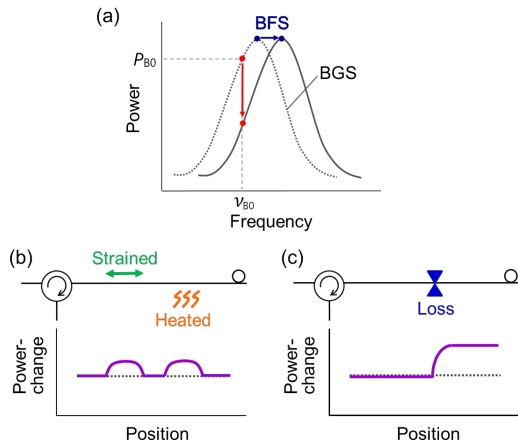 (a)
BFS
P_B0
BGS
Power
ν_B0
Frequency
(b)
Strained
Heated
Power-
change
Position
(c)
Loss
Power-
change
Position